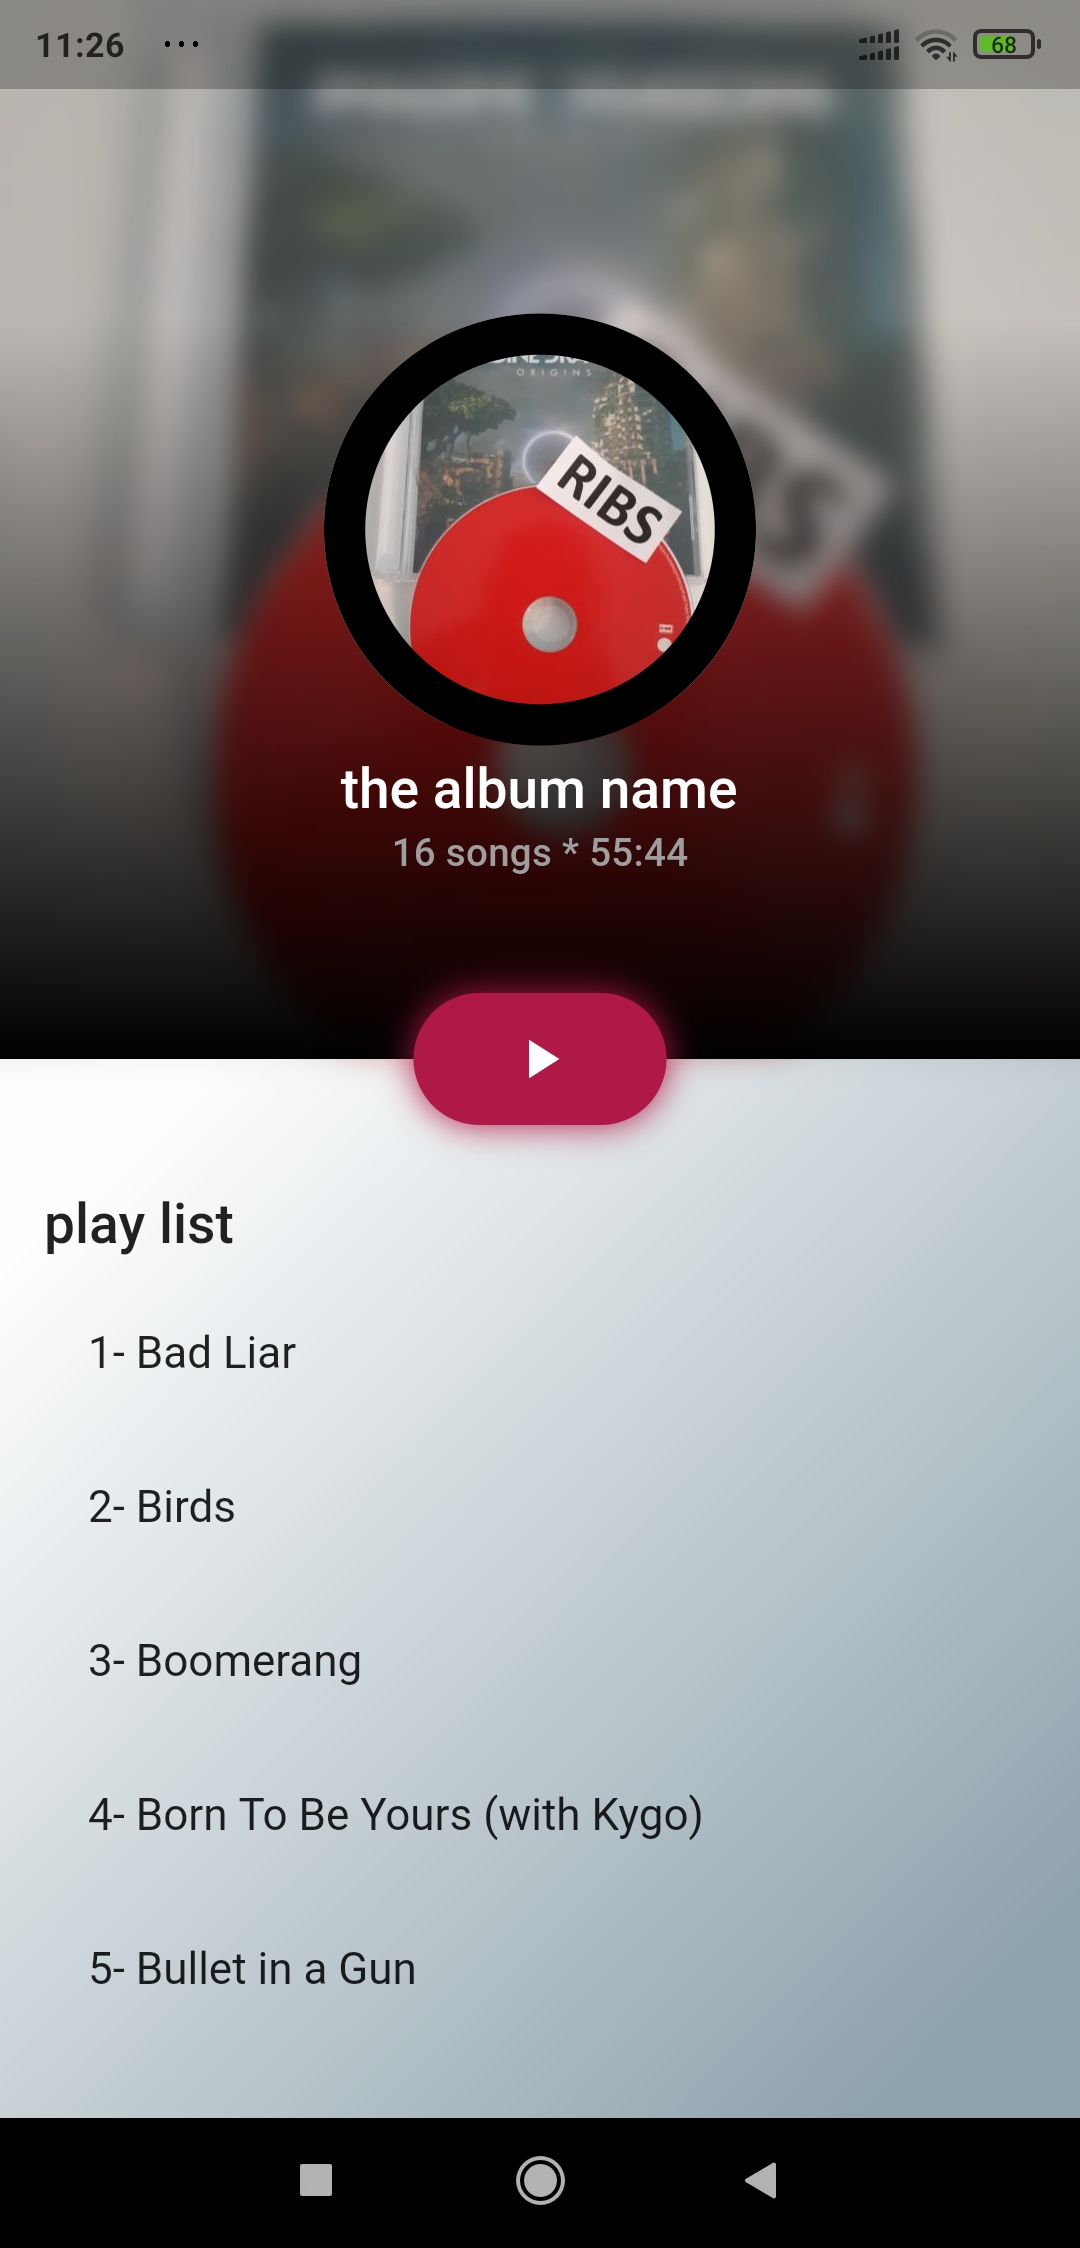 11:26 ...
68
ORIGINS
RIBS
the album name
16 songs * 55:44
play list
1- Bad Liar
2- Birds
3- Boomerang
4- Born To Be Yours (with Kygo)
5- Bullet in a Gun